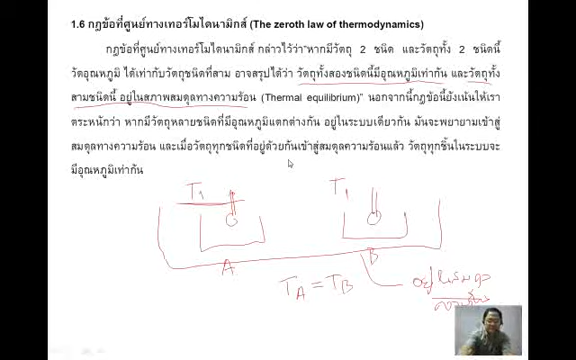 1.6 กฎข้อที่ศูนย์ทางเทอร์โมไดนามิกส์ (The zeroth law of thermodynamics)
กฎข้อที่ศูนย์ทางเทอร์โมไดนามิกส์ กล่าวไว้ว่า"หากมีวัตถุ 2 ชนิด และวัตถุทั้ง 2 ชนิดนี้
วัดอุณหภูมิ ได้เท่ากับวัตถุชนิดที่สาม อาจสรุปได้ว่า วัตถุทั้งสองชนิดนี้มีอุณหภูมิเท่ากัน และวัตถุทั้ง
สามชนิดนี้ อยู่ในสภาพสมดุลทางความร้อน (Thermal equilibrium)" นอกจากนี้กฎข้อนี้ยังเน้นให้เรา
ตระหนักว่า หากมีวัตถุหลายชนิดที่มีอุณหภูมิแตกต่างกัน อยู่ในระบบเดียวกัน มันจะพยายามเข้าสู่
สมดุลทางความร้อน และเมื่อวัตถุทุกชนิดที่อยู่ด้วยกันเข้าสู่สมดุลความร้อนแล้ว วัตถุทุกชิ้นในระบบจะ
มีอุณหภูมิเท่ากัน
T₁ T₁
A B
T_A = T_B